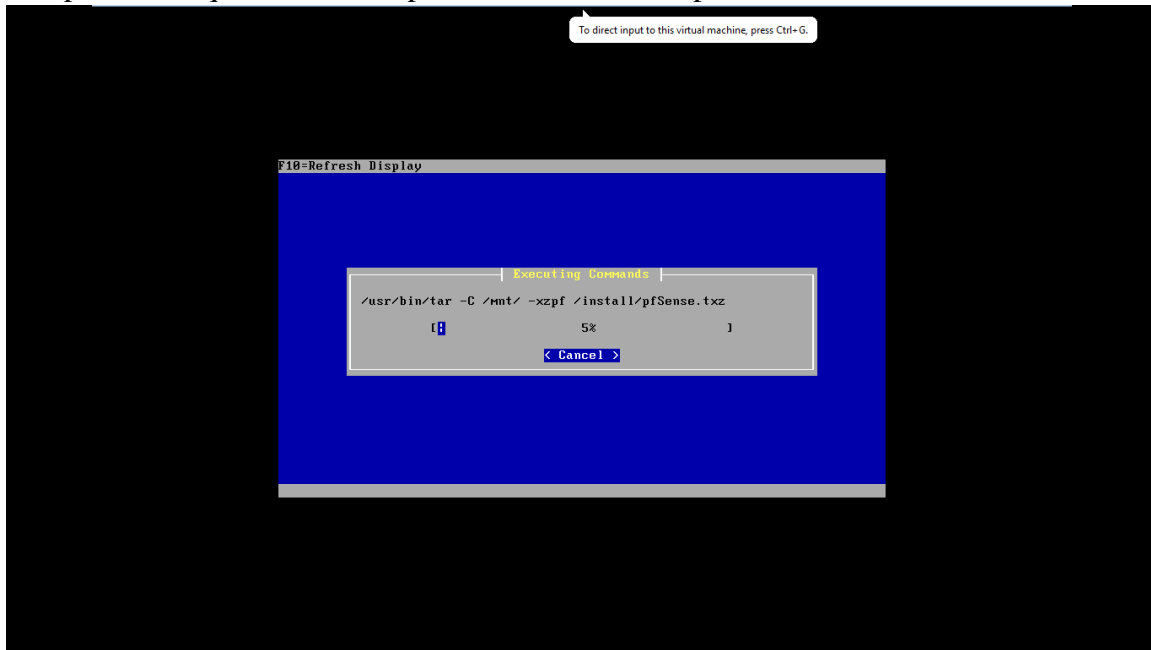 To direct input to this virtual machine, press Ctrl+G.
F10=Refresh Display
Executing Commands
/usr/bin/tar -C /mnt/ -xzpf /install/pfSense.txz
[ 5% ]
< Cancel >